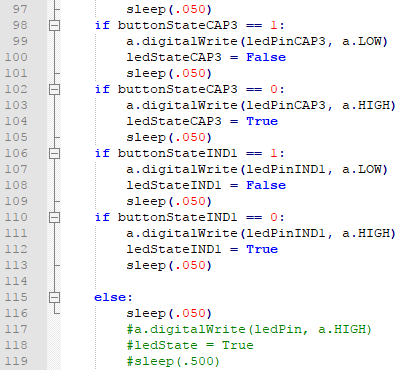 97 sleep(.050)
98 if buttonStateCAP3 == 1:
99 a.digitalWrite(ledPinCAP3, a.LOW)
100 ledStateCAP3 = False
101 sleep(.050)
102 if buttonStateCAP3 == 0:
103 a.digitalWrite(ledPinCAP3, a.HIGH)
104 ledStateCAP3 = True
105 sleep(.050)
106 if buttonStateIND1 == 1:
107 a.digitalWrite(ledPinIND1, a.LOW)
108 ledStateIND1 = False
109 sleep(.050)
110 if buttonStateIND1 == 0:
111 a.digitalWrite(ledPinIND1, a.HIGH)
112 ledStateIND1 = True
113 sleep(.050)
114
115 else:
116 sleep(.050)
117 #a.digitalWrite(ledPin, a.HIGH)
118 #ledState = True
119 #sleep(.500)